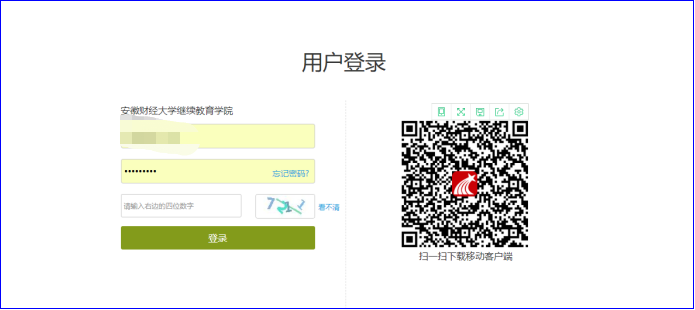 用户登录
安徽财经大学继续教育学院
•••••••••
忘记密码?
请输入右边的四位数字
看不清
登录
扫一扫下载移动客户端